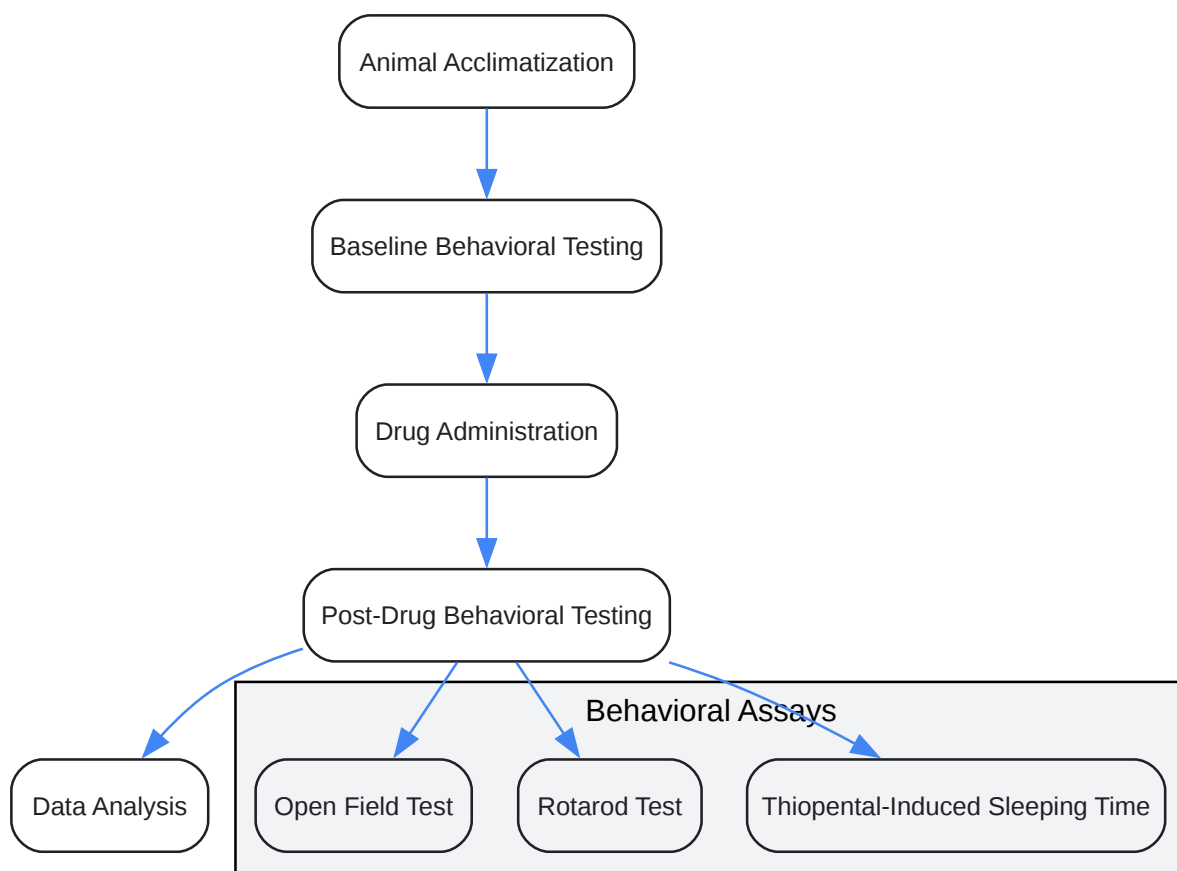 Animal Acclimatization
Baseline Behavioral Testing
Drug Administration
Post-Drug Behavioral Testing
Behavioral Assays
Data Analysis
Open Field Test
Rotarod Test
Thiopental-Induced Sleeping Time